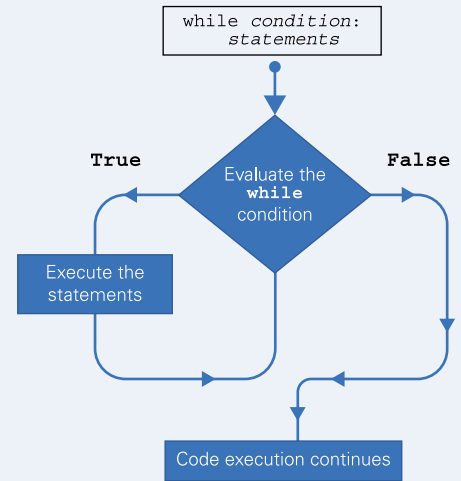 while condition:
statements
True
False
Evaluate the
while
condition
Execute the
statements
Code execution continues